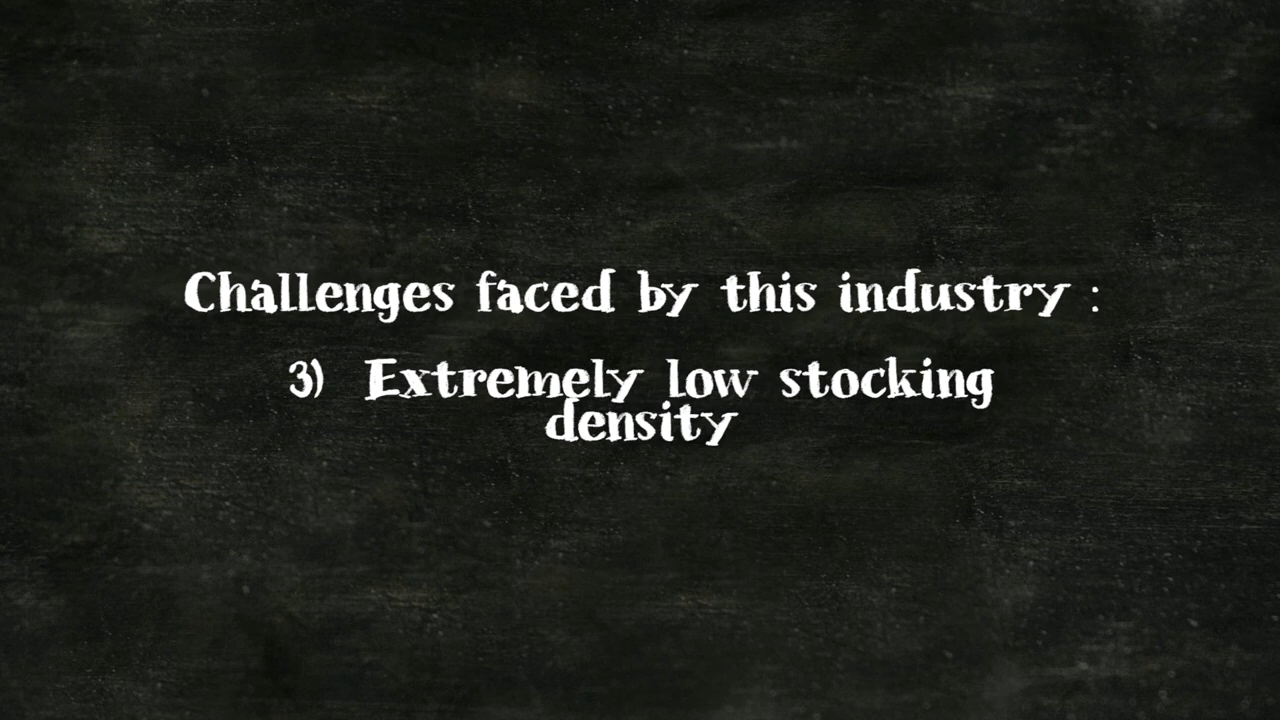 Challenges faced by this industry :
3) Extremely low stocking
density